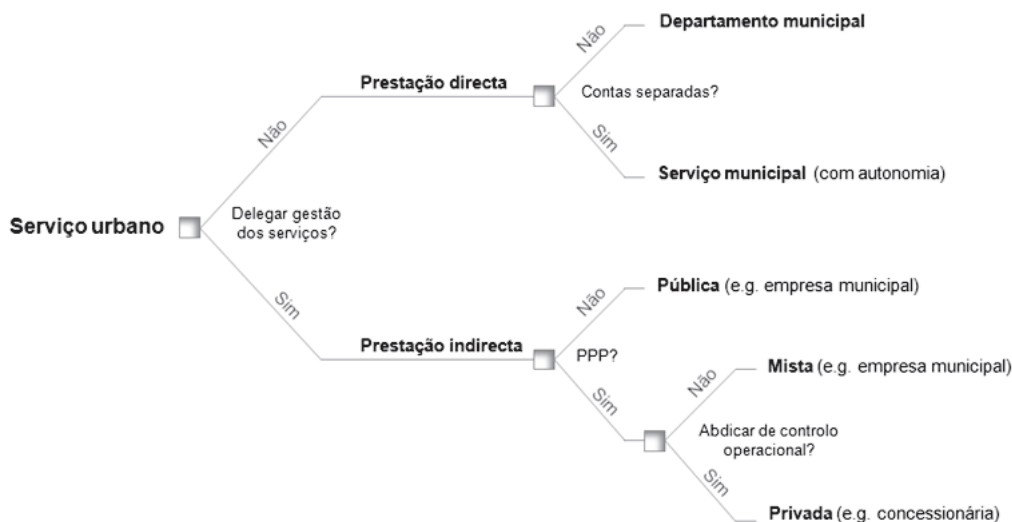 Não
Departamento municipal
Prestação directa
Contas separadas?
Não
Sim
Serviço municipal (com autonomia)
Serviço urbano
Delegar gestão
dos serviços?
Sim
Não
Pública (e.g. empresa municipal)
Prestação indirecta
PPP?
Não
Mista (e.g. empresa municipal)
Sim
Abdicar de controlo
operacional?
Sim
Privada (e.g. concessionária)